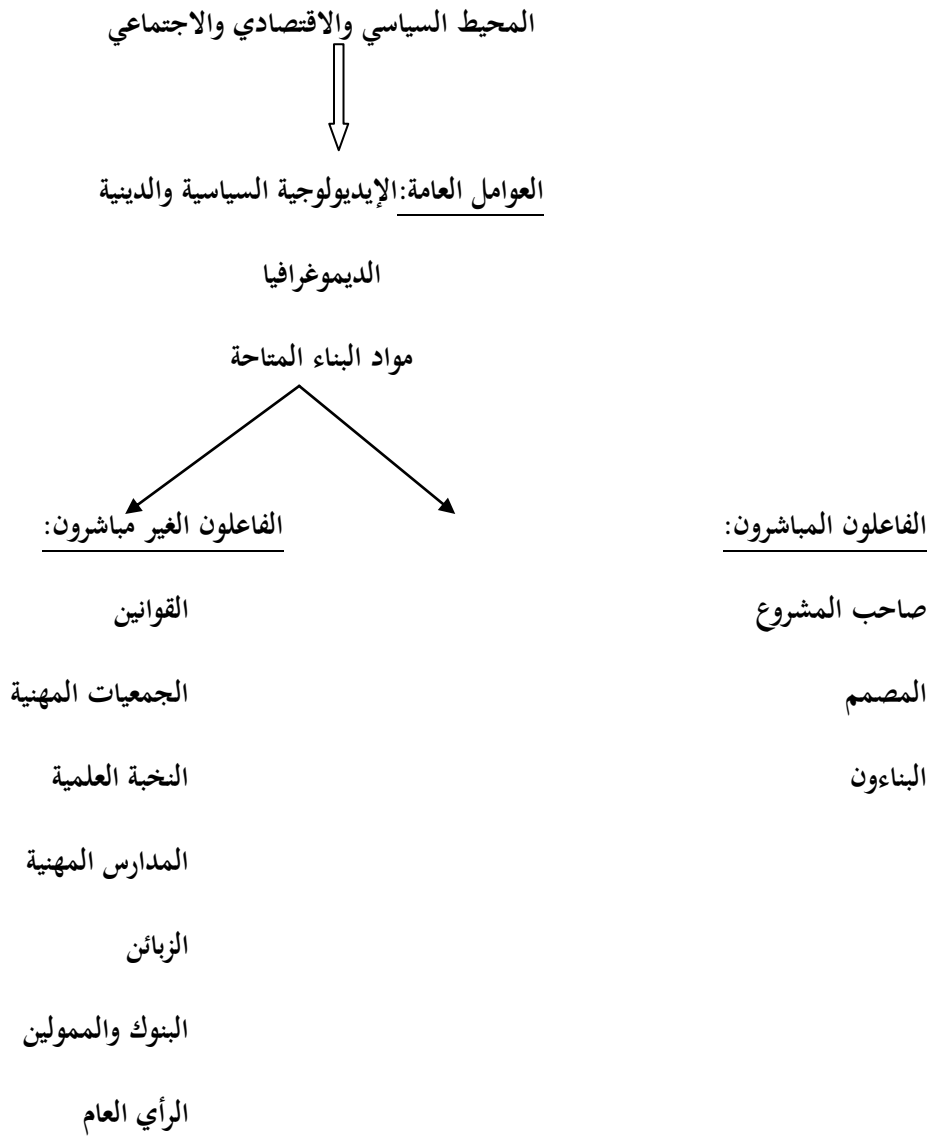 المحيط السياسي والاقتصادي والاجتماعي
العوامل العامة:الإيديولوجية السياسية والدينية
الديموغرافيا
مواد البناء المتاحة
الفاعلون المباشرون:
صاحب المشروع
المصمم
البناءون
الفاعلون الغير مباشرون:
القوانين
الجمعيات المهنية
النخبة العلمية
المدارس المهنية
الزبائن
البنوك والممولين
الرأي العام